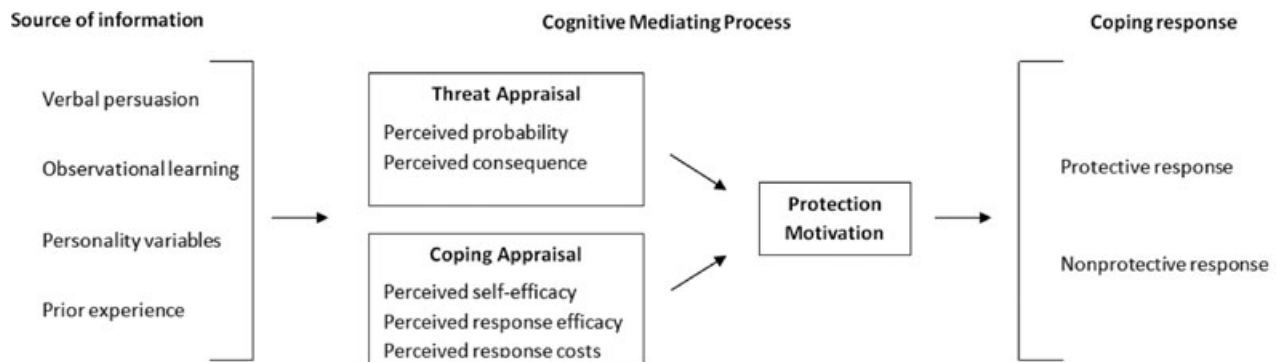 Source of information
Cognitive Mediating Process
Coping response
Verbal persuasion
Observational learning
Personality variables
Prior experience
Threat Appraisal
Perceived probability
Perceived consequence
Coping Appraisal
Perceived self-efficacy
Perceived response efficacy
Perceived response costs
Protection
Motivation
Protective response
Nonprotective response